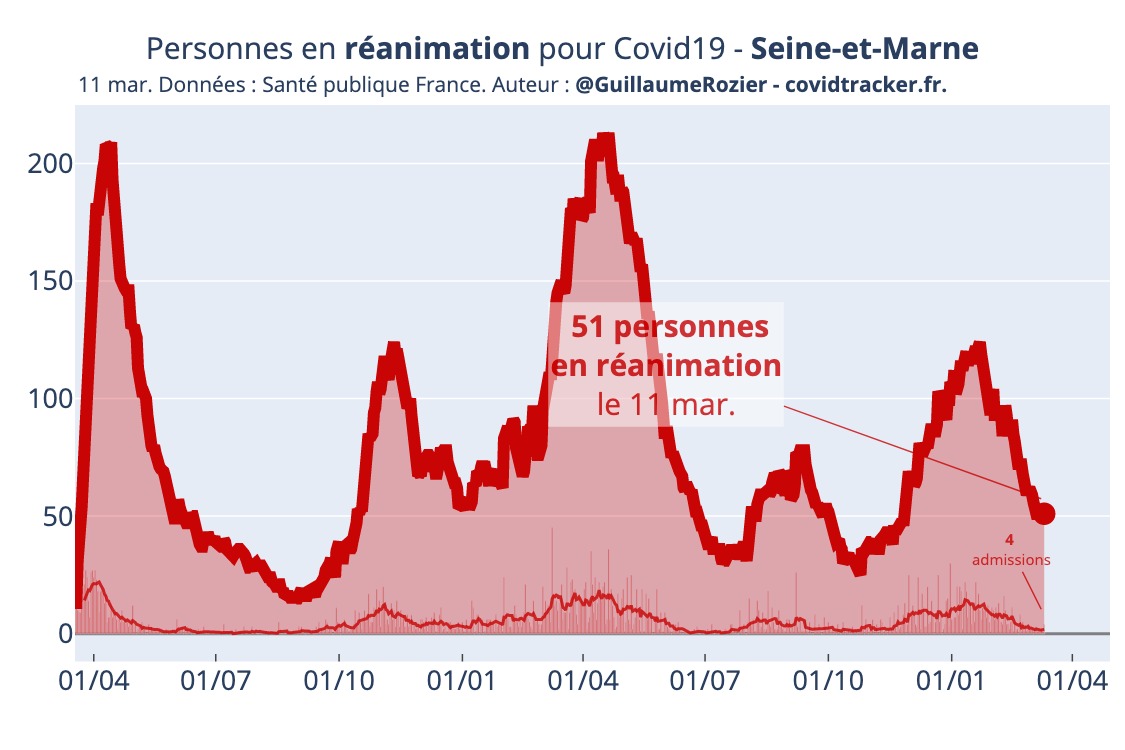 Personnes en réanimation pour Covid19 - Seine-et-Marne
11 mar. Données : Santé publique France. Auteur : @GuillaumeRozier - covidtracker.fr.
200
150
51 personnes
en réanimation
le 11 mar.
100
50
4
admissions
0
01/04 01/07 01/10 01/01 01/04 01/07 01/10 01/01 01/04